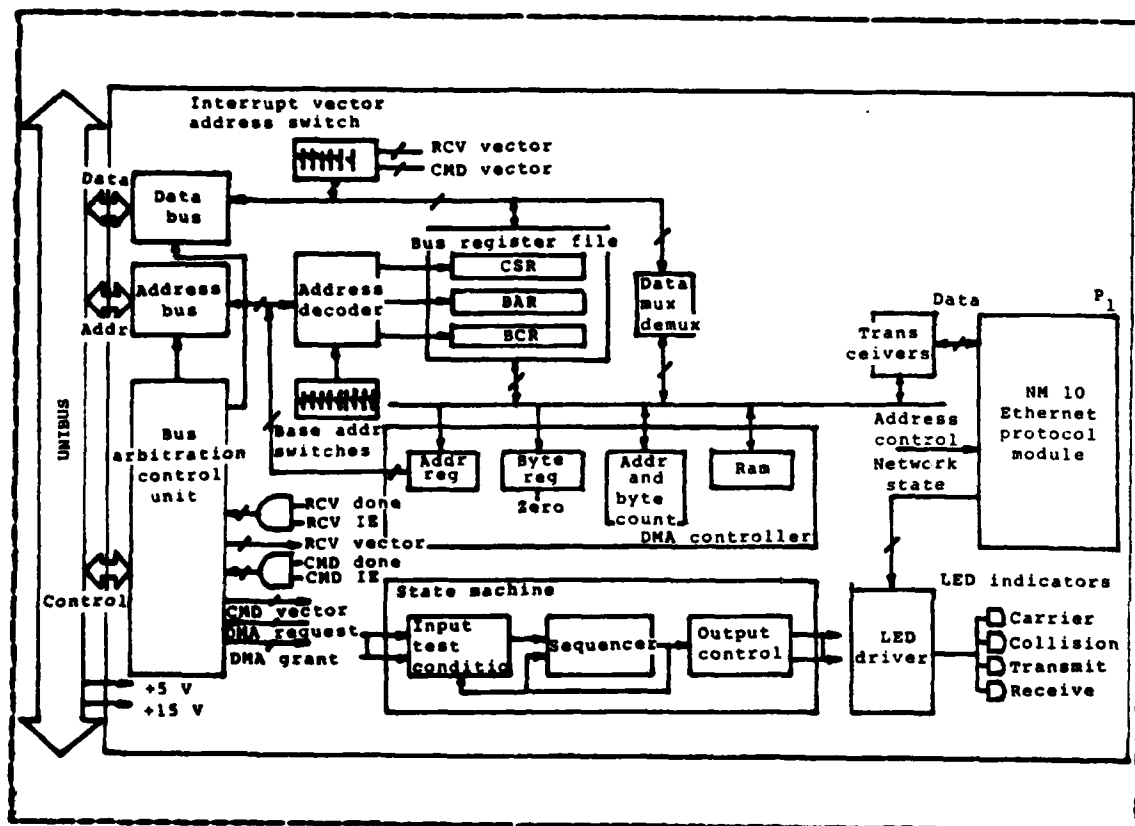 Interrupt vector
address switch
RCV vector
CMD vector
Data
Data
bus
Bus register file
CSR
BAR
BCR
Address
bus
Addr
Address
decoder
Data
mux
demux
Data
P1
Trans
ceivers
NM 10
Ethernet
protocol
module
Address
control
Network
state
Base addr
switches
UNIBUS
Bus
arbitration
control
unit
Addr
reg
Byte
reg
Zero
Addr
and
byte
count
Ram
DMA controller
RCV done
RCV IE
RCV vector
CMD done
CMD IE
Control
CMD vector
DMA request
DMA grant
+5 V
+15 V
State machine
Input
test
conditio
Sequencer
Output
control
LED
driver
LED indicators
Carrier
Collision
Transmit
Receive